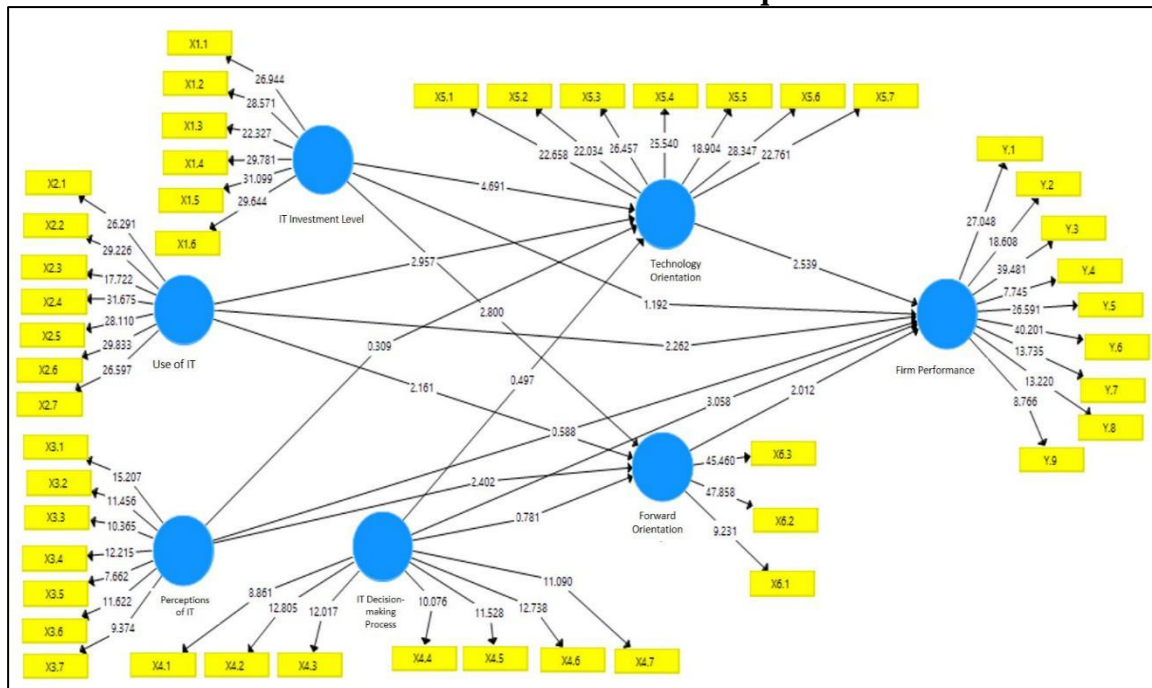 X1.1
X1.2
X1.3
X1.4
X1.5
X1.6
26.944
28.571
22.327
29.781
31.099
29.644
IT Investment Level
X2.1
X2.2
X2.3
X2.4
X2.5
X2.6
X2.7
26.291
29.226
17.722
31.675
28.110
29.833
26.597
Use of IT
X3.1
X3.2
X3.3
X3.4
X3.5
X3.6
X3.7
15.207
11.456
10.365
12.215
7.662
11.622
9.374
Perceptions
of IT
X4.1
X4.2
X4.3
X4.4
X4.5
X4.6
X4.7
8.861
12.805
12.017
10.076
11.528
12.738
11.090
IT Decision-
making
Process
X5.1
X5.2
X5.3
X5.4
X5.5
X5.6
X5.7
22.658
22.034
26.457
25.540
18.904
28.347
22.761
Technology
Orientation
4.691
2.957
2.800
1.192
2.539
0.309
0.497
2.262
2.161
3.058
2.012
0.588
2.402
0.781
Forward
Orientation
45.460
47.858
9.231
X6.3
X6.2
X6.1
Firm Performance
27.048
18.608
39.481
7.745
26.591
40.201
13.735
13.220
8.766
Y.1
Y.2
Y.3
Y.4
Y.5
Y.6
Y.7
Y.8
Y.9